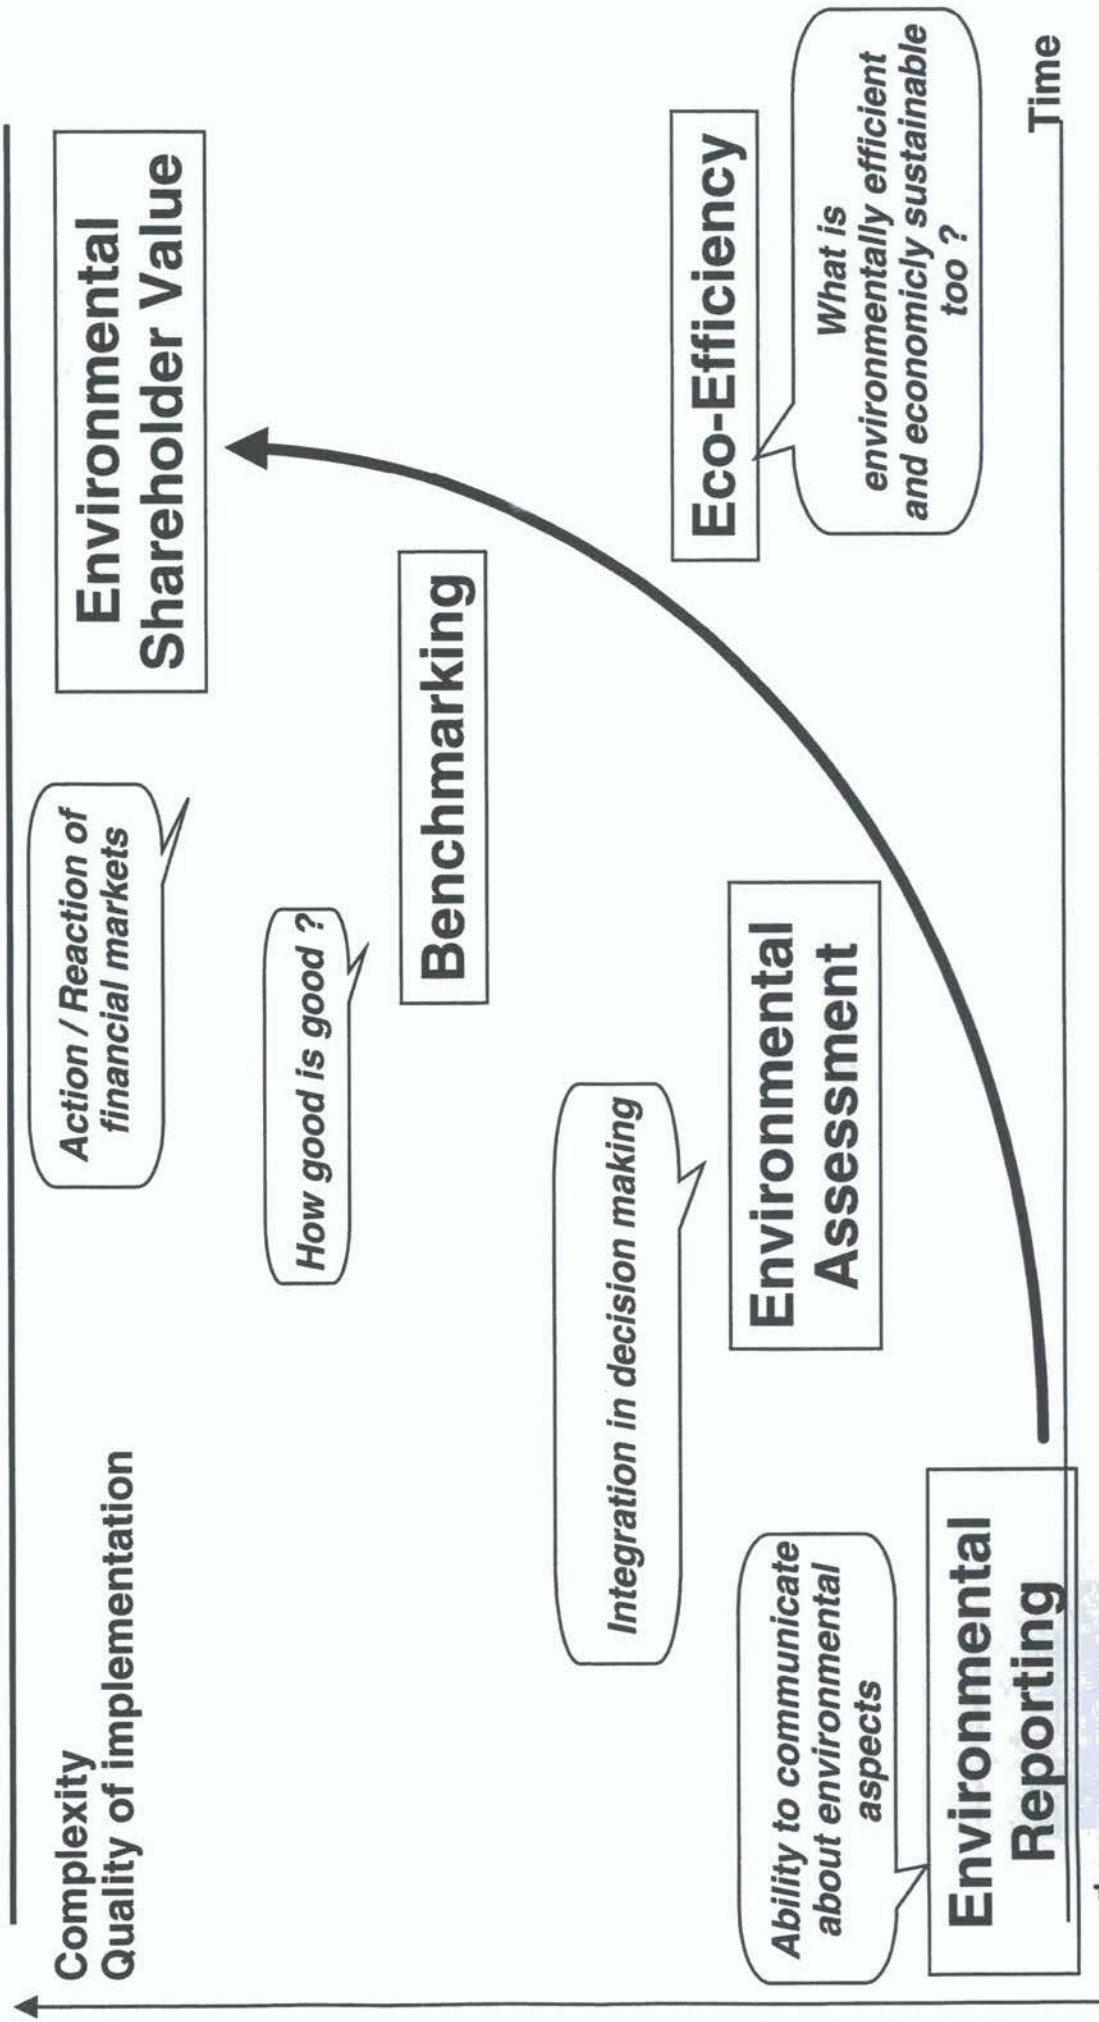 Complexity
Quality of implementation
Action / Reaction of
financial markets
Environmental
Shareholder Value
How good is good ?
Benchmarking
Integration in decision making
Environmental
Assessment
Eco-Efficiency
What is
environmentally efficient
and economicly sustainable
too ?
Ability to communicate
about environmental
aspects
Environmental
Reporting
Time